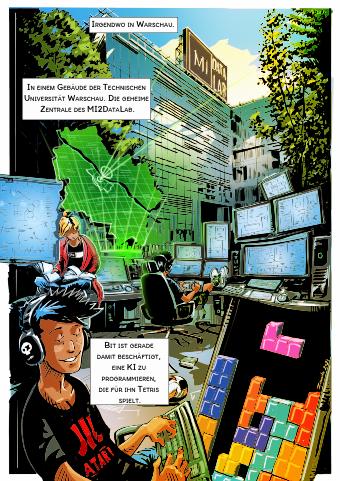 Irgendwo in Warschau.
MI2
DATA
LAB
In einem Gebäude der Technischen
Universität Warschau. Die geheime
Zentrale des MI2DataLab.
Bit ist gerade
damit beschäftigt,
eine KI zu
programmieren,
die für ihn Tetris
spielt.
ATARI